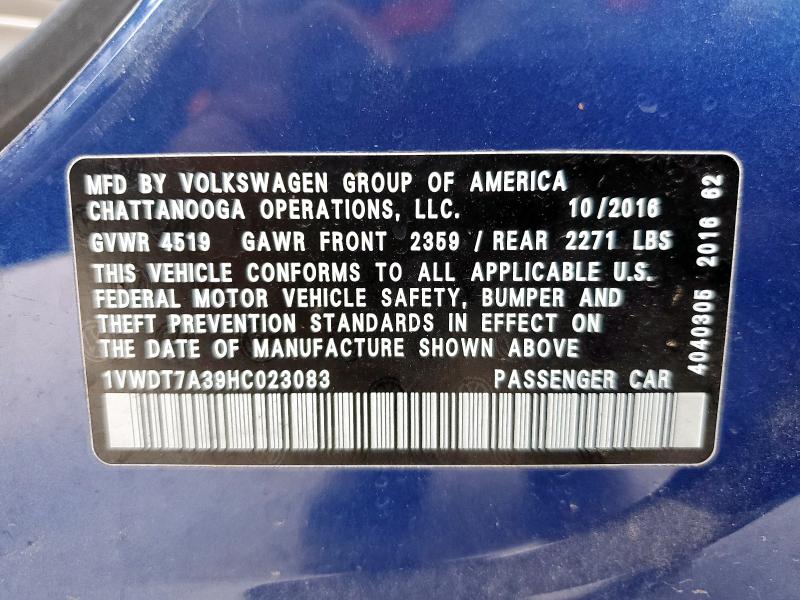 MFD BY VOLKSWAGEN GROUP OF AMERICA
CHATTANOOGA OPERATIONS, LLC. 10/2016
GVWR 4519 GAWR FRONT 2359 / REAR 2271 LBS
THIS VEHICLE CONFORMS TO ALL APPLICABLE U.S.
FEDERAL MOTOR VEHICLE SAFETY, BUMPER AND
THEFT PREVENTION STANDARDS IN EFFECT ON
THE DATE OF MANUFACTURE SHOWN ABOVE
1VWDT7A39HC023083 PASSENGER CAR
4040305 2016 62